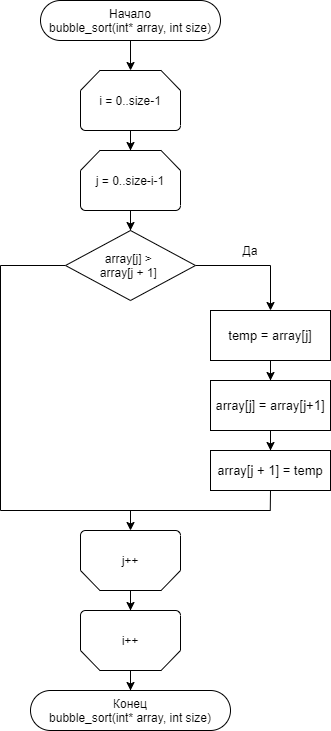 Начало
bubble_sort(int* array, int size)
i = 0..size-1
j = 0..size-i-1
array[j] >
array[j + 1]
Да
temp = array[j]
array[j] = array[j+1]
array[j + 1] = temp
j++
i++
Конец
bubble_sort(int* array, int size)